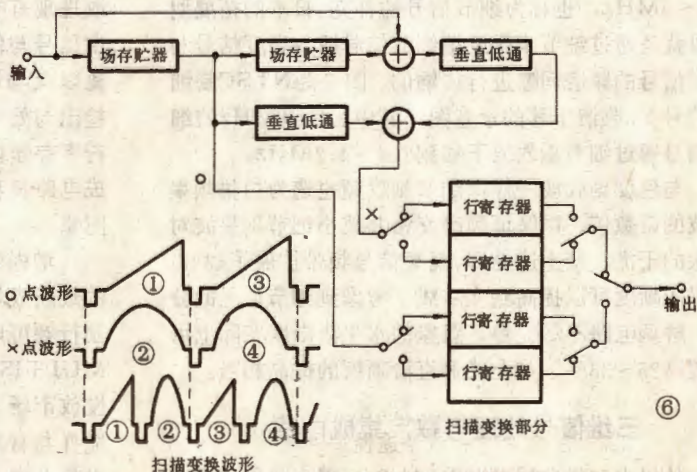 输入
场存贮器
场存贮器
垂直低通
垂直低通
行寄存器
行寄存器
行寄存器
行寄存器
输出
扫描变换部分
⑥
○点波形
① ③
×点波形
② ④
① ② ③ ④
扫描变换波形